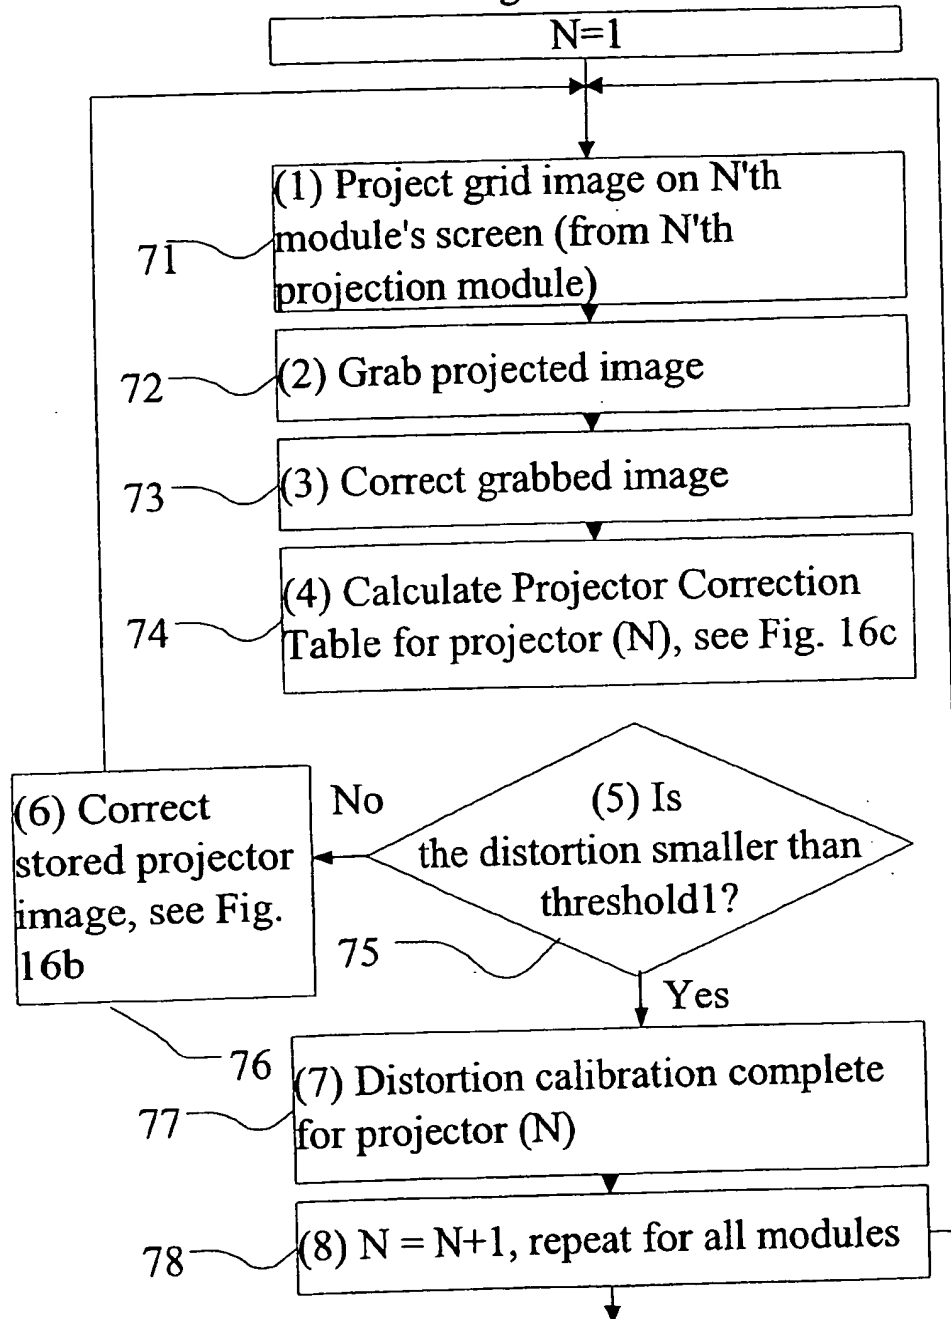 N=1
(1) Project grid image on N'th
module's screen (from N'th
projection module)
71
(2) Grab projected image
72
(3) Correct grabbed image
73
(4) Calculate Projector Correction
Table for projector (N), see Fig. 16c
74
(5) Is
the distortion smaller than
threshold1?
75
No
(6) Correct
stored projector
image, see Fig.
16b
76
Yes
(7) Distortion calibration complete
for projector (N)
77
(8) N = N+1, repeat for all modules
78